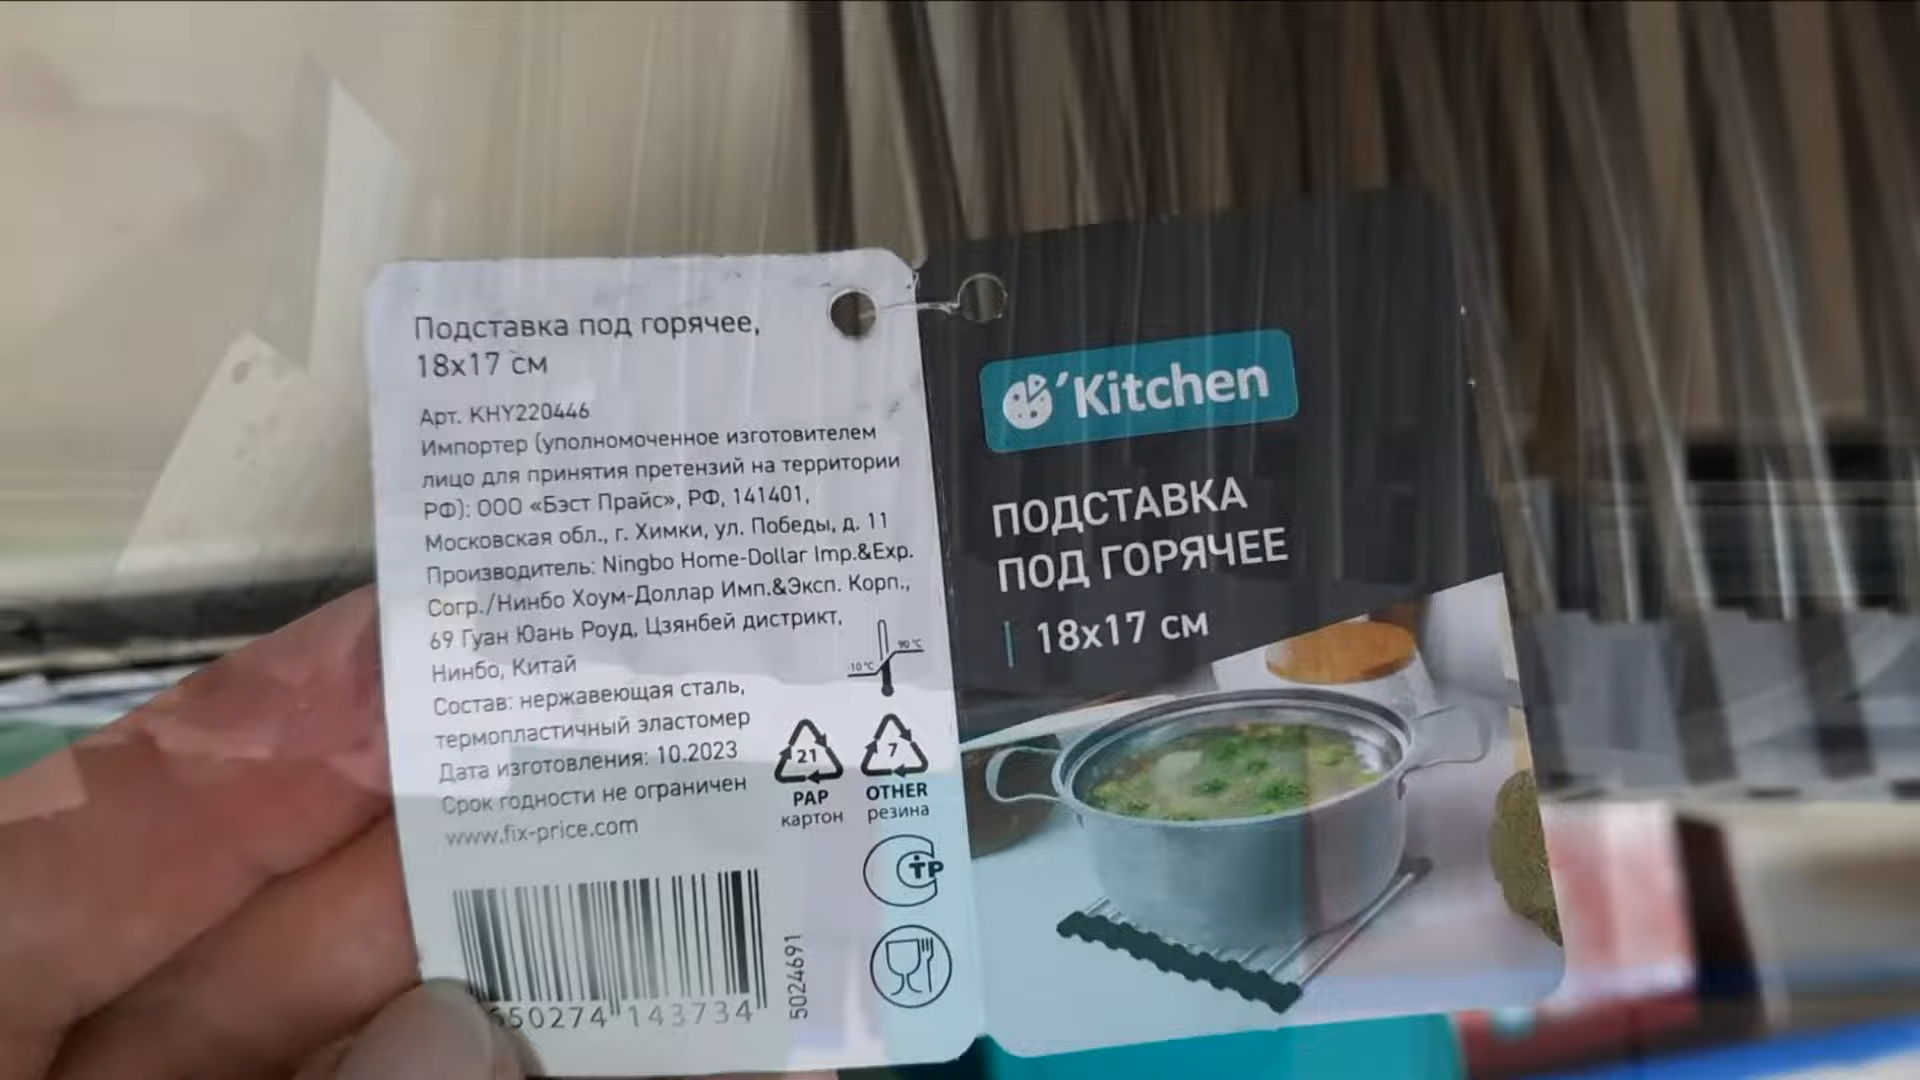 Подставка под горячее,
18х17 см
Арт. KHY220446
Импортер (уполномоченное изготовителем
лицо для принятия претензий на территории
РФ): ООО «Бэст Прайс», РФ, 141401,
Московская обл., г. Химки, ул. Победы, д. 11
Производитель: Ningbo Home-Dollar Imp.&Exp.
Corp./Нинбо Хоум-Доллар Имп.&Эксп. Корп.,
69 Гуан Юань Роуд, Цзянбей дистрикт,
Нинбо, Китай
Состав: нержавеющая сталь,
термопластичный эластомер
Дата изготовления: 10.2023
Срок годности не ограничен
www.fix-price.com
-10°C
90°C
21
PAP
картон
7
OTHER
резина
СТР
550274 143734
5024691
'Kitchen
ПОДСТАВКА
ПОД ГОРЯЧЕЕ
18х17 см